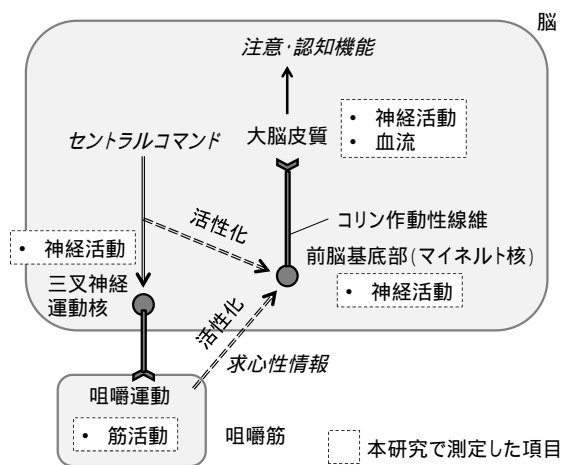 脳
注意・認知機能
• 神経活動
• 血流
大脳皮質
セントラルコマンド
活性化
コリン作動性線維
• 神経活動
前脳基底部(マイネルト核)
三叉神経
運動核
• 神経活動
活性化
求心性情報
咀嚼運動
• 筋活動
咀嚼筋
本研究で測定した項目